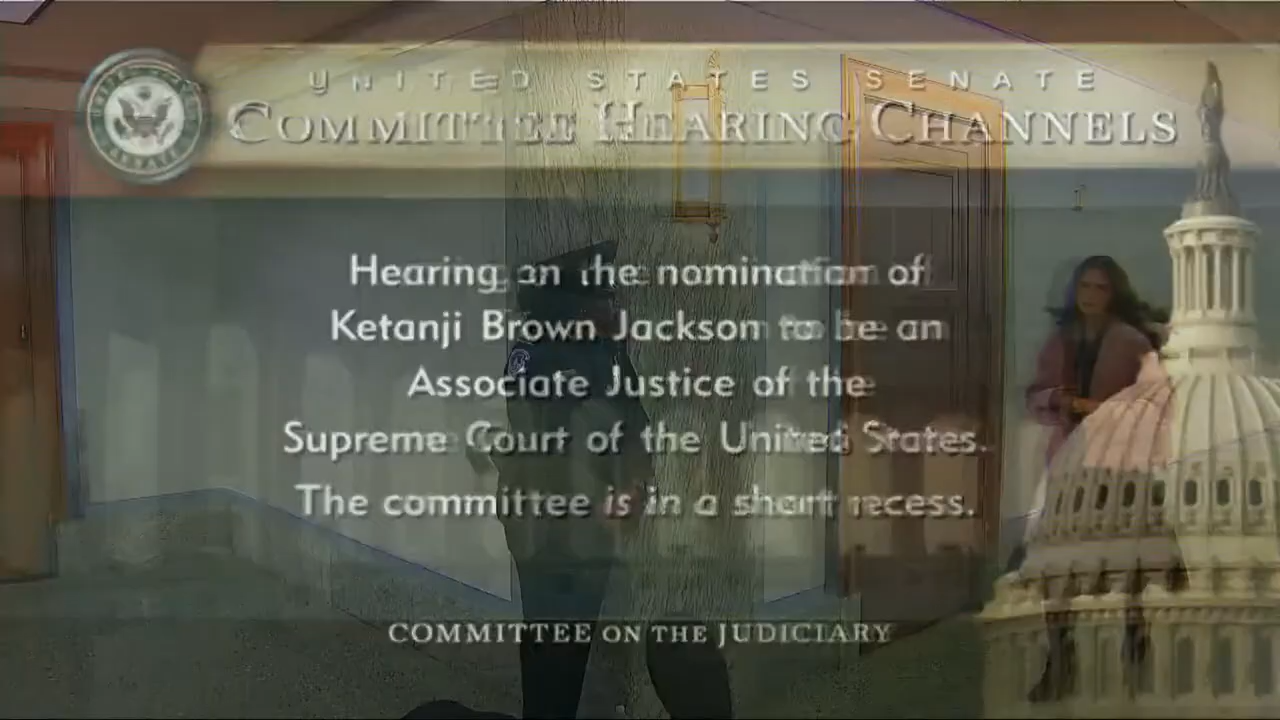 UNITED STATES SENATE
COMMITTEE HEARING CHANNELS
Hearing on the nomination of
Ketanji Brown Jackson to be an
Associate Justice of the
Supreme Court of the United States.
The committee is in a short recess.
COMMITTEE ON THE JUDICIARY